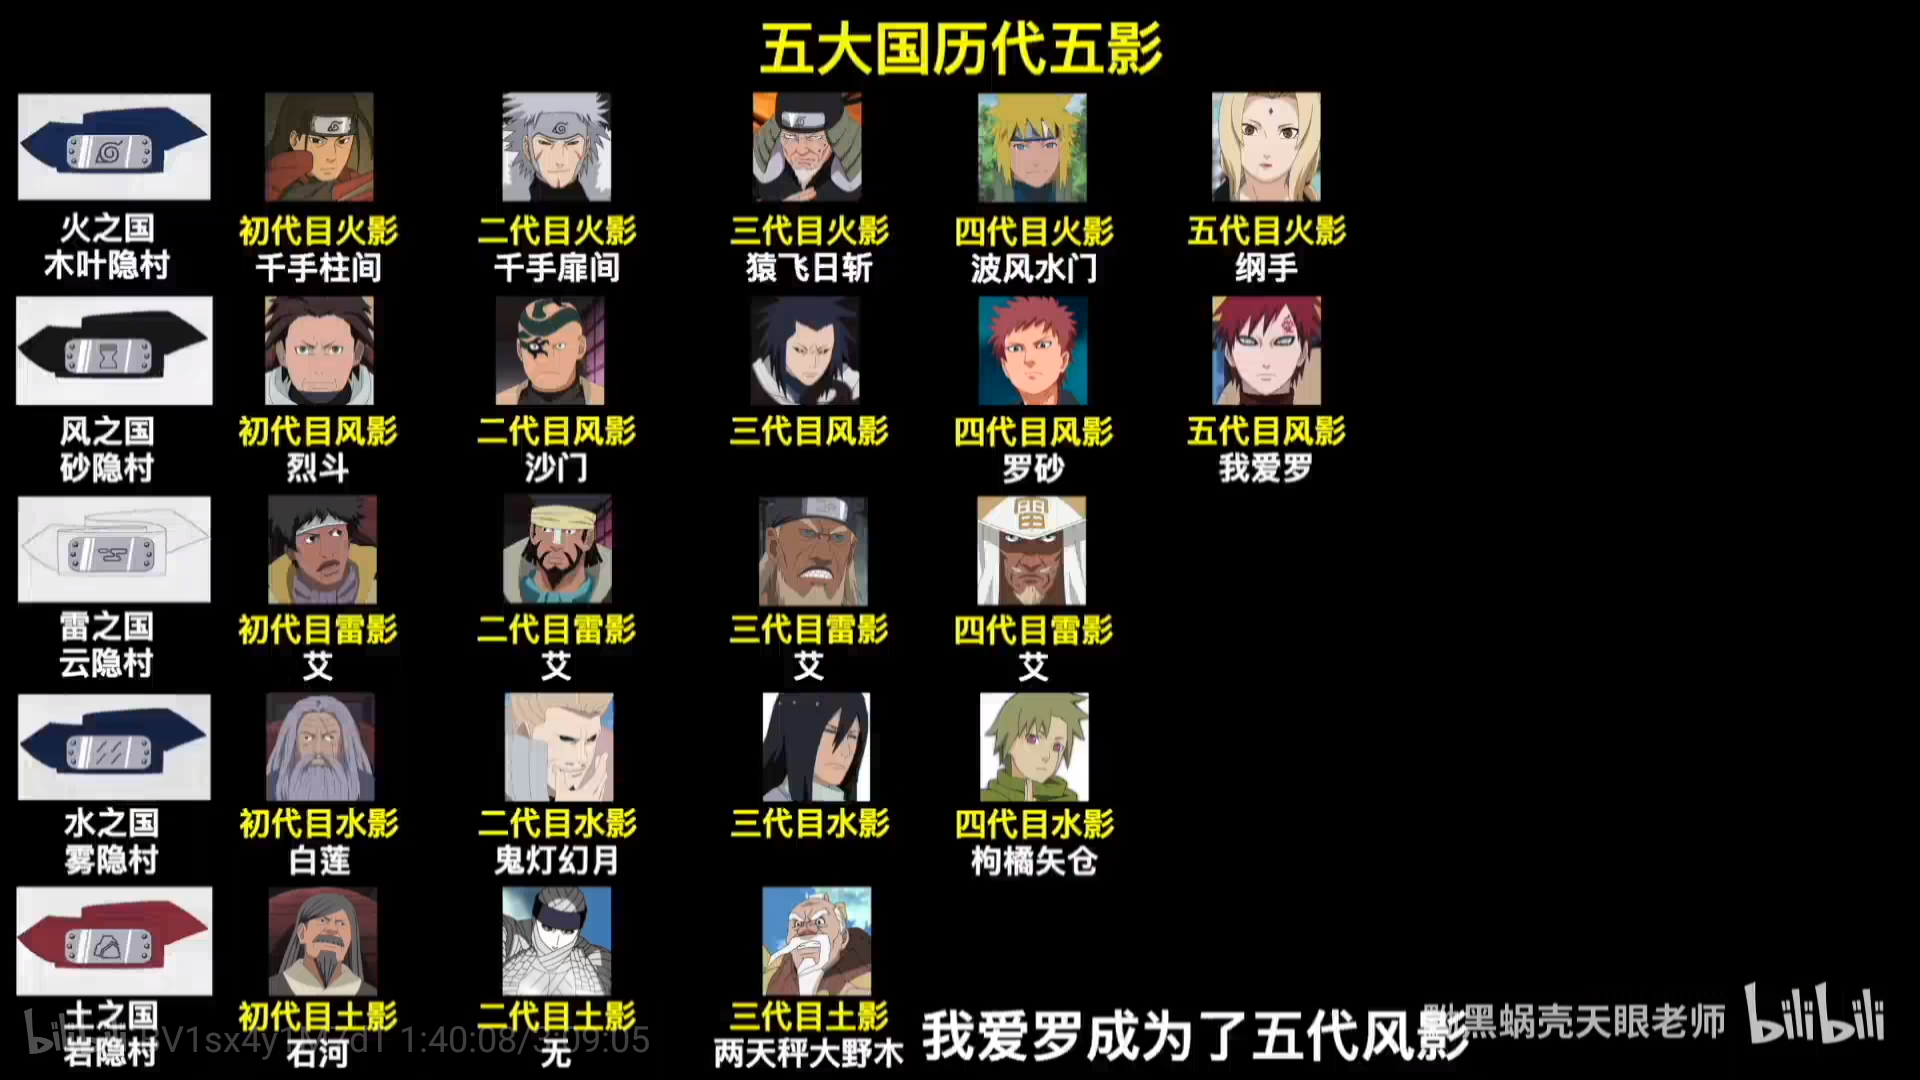 五大国历代五影
火之国
木叶隐村
初代目火影
千手柱间
二代目火影
千手扉间
三代目火影
猿飞日斩
四代目火影
波风水门
五代目火影
纲手
风之国
砂隐村
初代目风影
烈斗
二代目风影
沙门
三代目风影
四代目风影
罗砂
五代目风影
我爱罗
雷之国
云隐村
初代目雷影
艾
二代目雷影
艾
三代目雷影
艾
雷
四代目雷影
艾
水之国
雾隐村
初代目水影
白莲
二代目水影
鬼灯幻月
三代目水影
四代目水影
枸橘矢仓
土之国
岩隐村
初代目土影
石河
二代目土影
无
三代目土影
两天秤大野木
我爱罗成为了五代风影
黑蜗壳天眼老师
bilibili
1:40:08/3:09:05